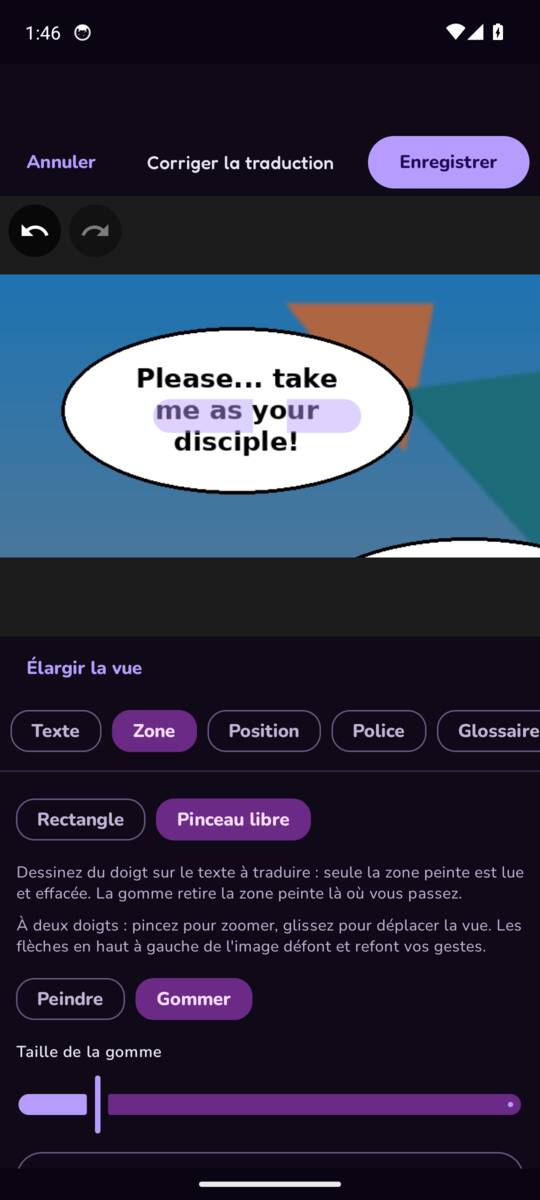 1:46
Annuler
Corriger la traduction
Enregistrer
Please... take
me as your
disciple!
Élargir la vue
Texte
Zone
Position
Police
Glossaire
Rectangle
Pinceau libre
Dessinez du doigt sur le texte à traduire : seule la zone peinte est lue
et effacée. La gomme retire la zone peinte là où vous passez.
À deux doigts : pincez pour zoomer, glissez pour déplacer la vue. Les
flèches en haut à gauche de l'image défont et refont vos gestes.
Peindre
Gommer
Taille de la gomme